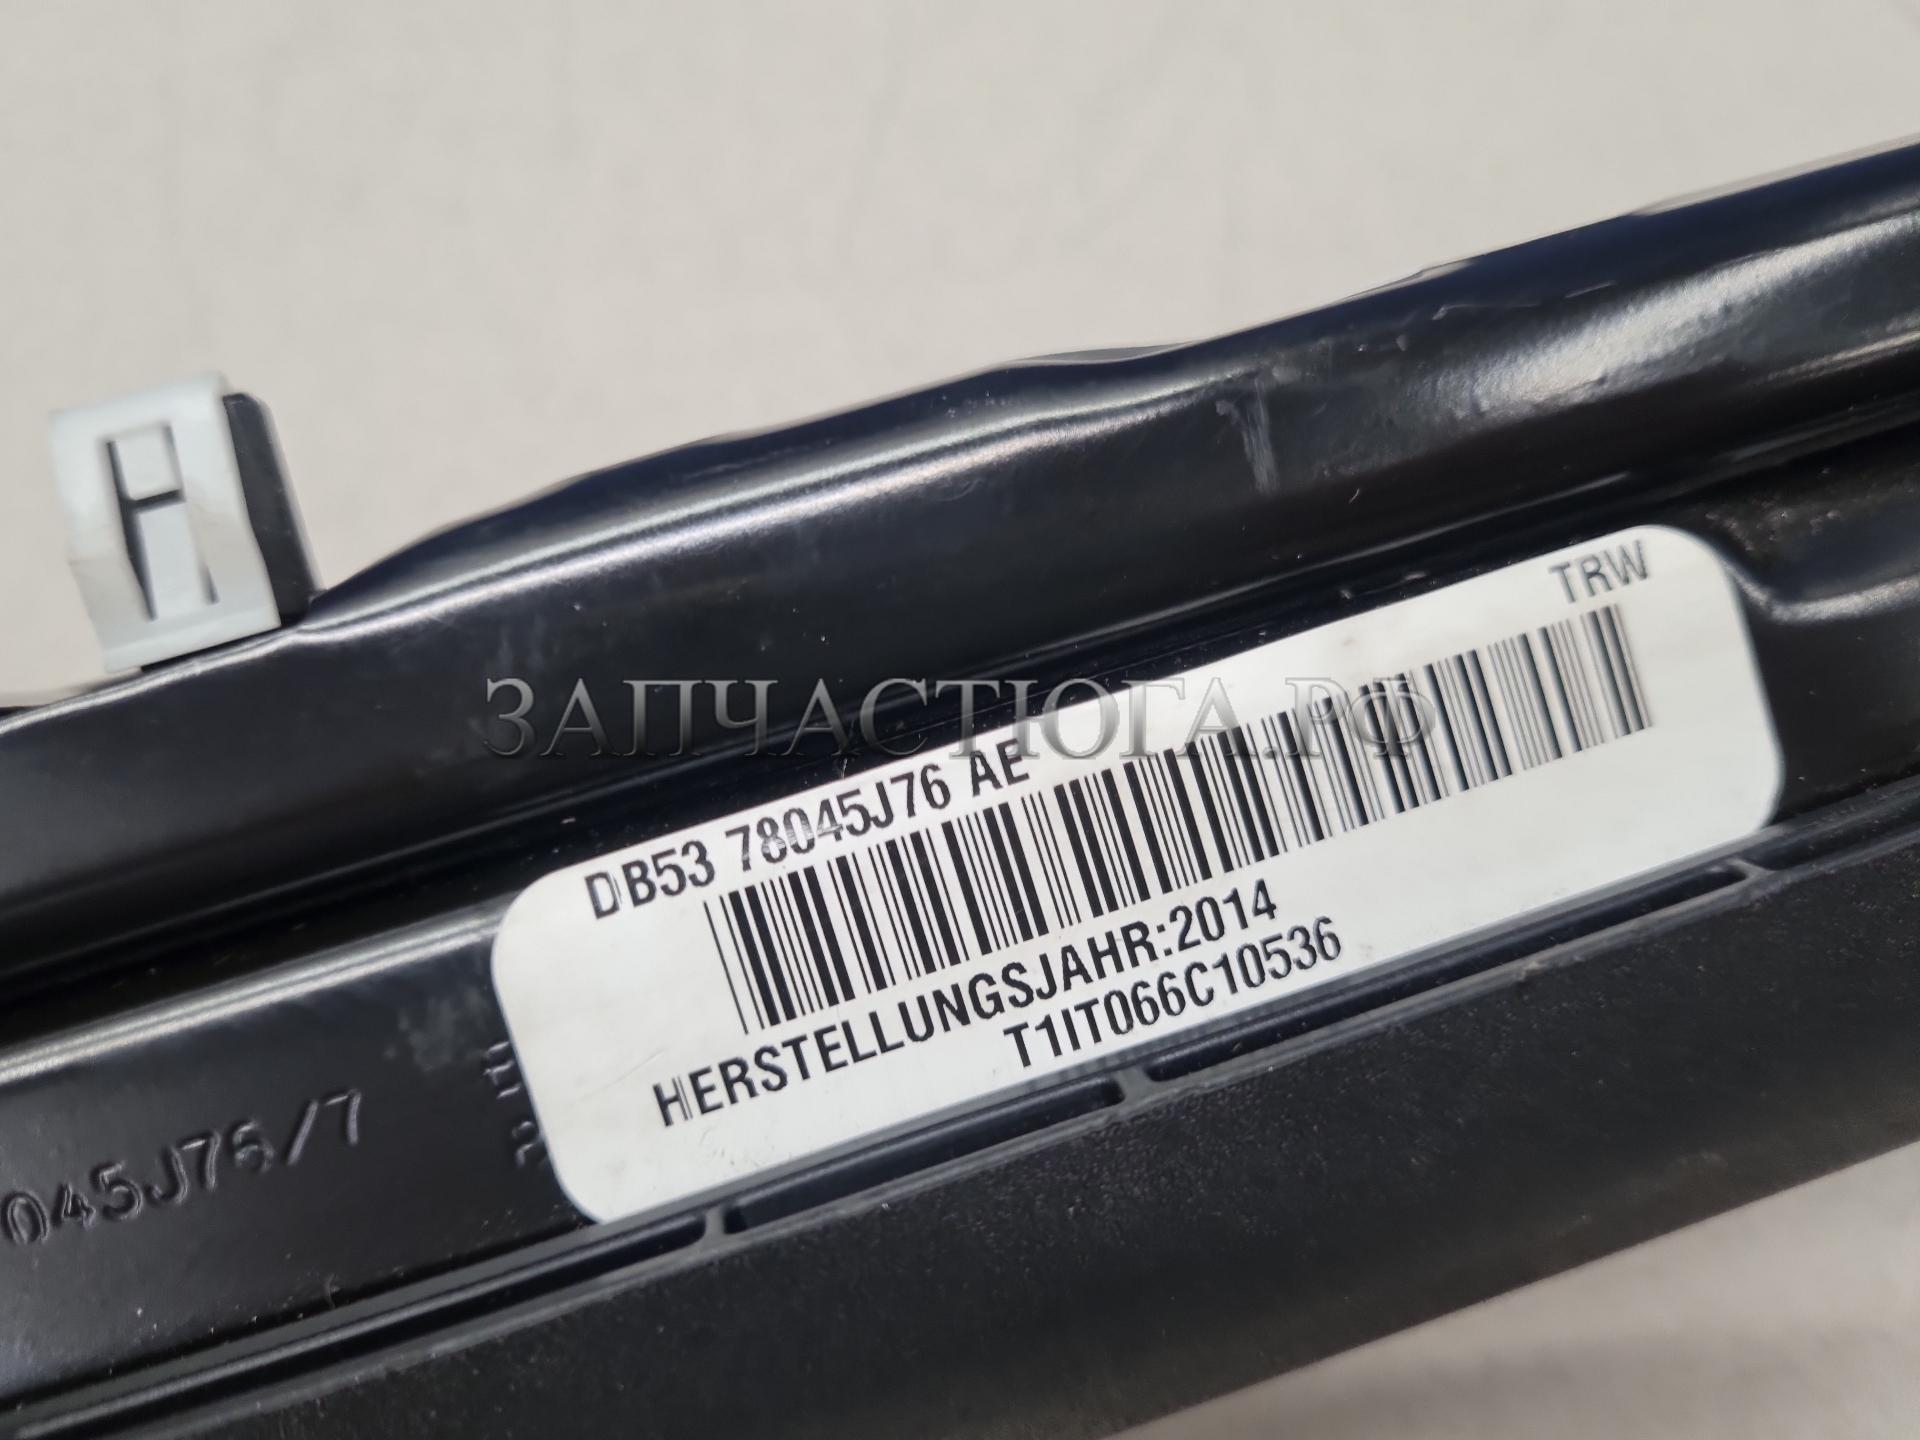 TRW
ЗАПЧАСТЮГА.РФ
DB53 78045J76 AE
HERSTELLUNGSJAHR:2014
T1IT066C10536
045J76/7